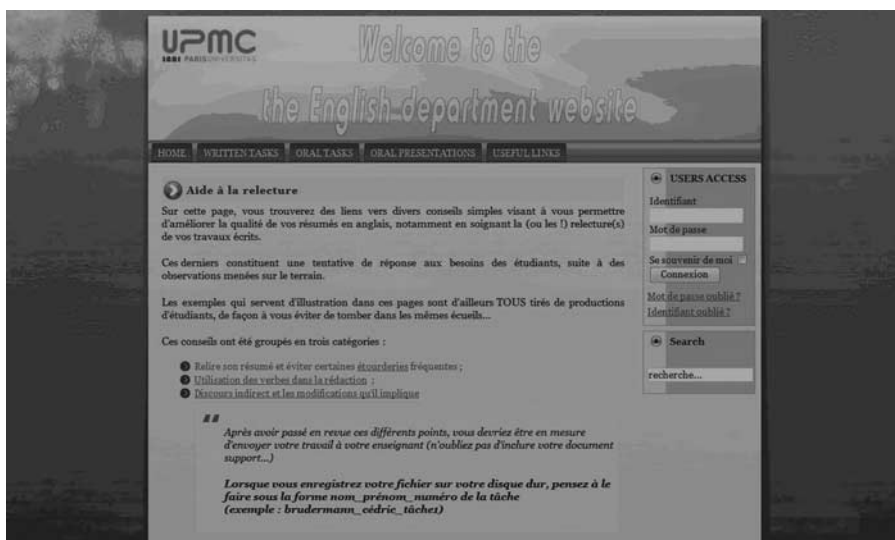 UPMC
1881 PARISUNIVERSITAS
Welcome to the
the English department website
HOME WRITTEN TASKS ORAL TASKS ORAL PRESENTATIONS USEFUL LINKS
Aide à la relecture
Sur cette page, vous trouverez des liens vers divers conseils simples visant à vous permettre
d'améliorer la qualité de vos résumés en anglais, notamment en soignant la (ou les !) relecture(s)
de vos travaux écrits.
Ces derniers constituent une tentative de réponse aux besoins des étudiants, suite à des
observations menées sur le terrain.
Les exemples qui servent d'illustration dans ces pages sont d'ailleurs TOUS tirés de productions
d'étudiants, de façon à vous éviter de tomber dans les mêmes écueils...
Ces conseils ont été groupés en trois catégories :
Relire son résumé et éviter certaines étourderies fréquentes ;
Utilisation des verbes dans la rédaction ;
Discours indirect et les modifications qu'il implique
Après avoir passé en revue ces différents points, vous devriez être en mesure
d'envoyer votre travail à votre enseignant (n'oubliez pas d'inclure votre document
support...)
Lorsque vous enregistrez votre fichier sur votre disque dur, pensez à le
faire sous la forme nom_prénom_numéro de la tâche
(exemple : brudermann_cédric_tâche1)
USERS ACCESS
Identifiant
Mot de passe
Se souvenir de moi
Connexion
Mot de passe oublié ?
Identifiant oublié ?
Search
recherche...